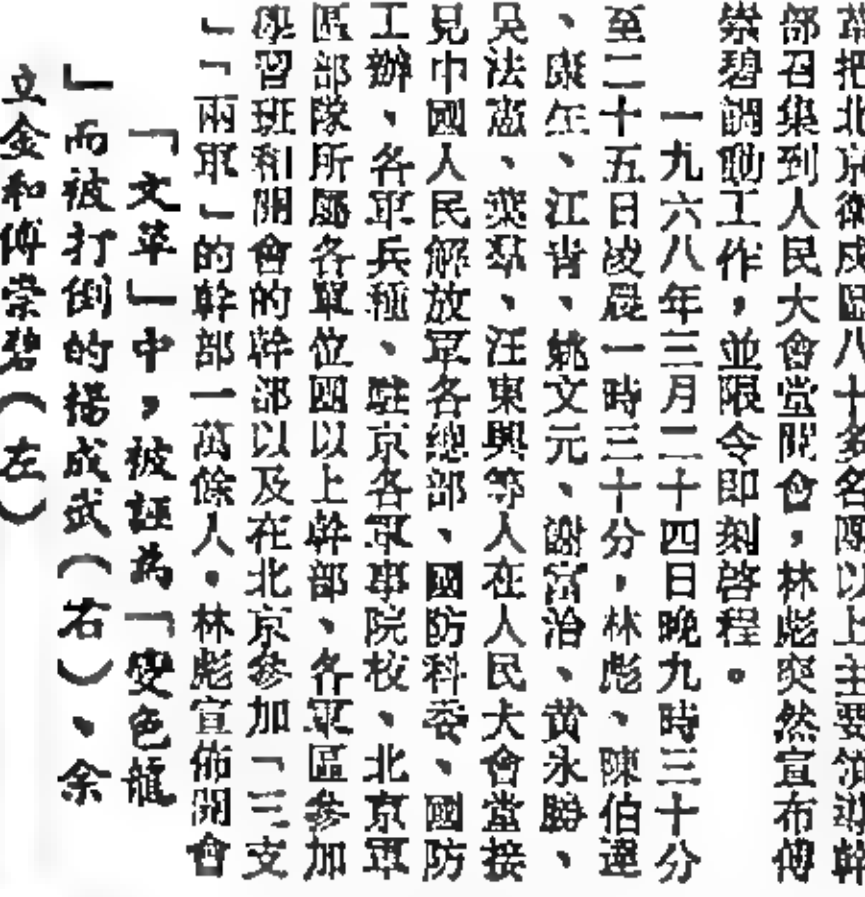 把北京衛戍區八十多名團以上主要領導幹
部召集到人民大會堂開會,林彪突然宣布傅
崇碧調動工作,並限令即刻啓程。
一九六八年三月二十四日晚九時三十分
至二十五日凌晨一時三十分,林彪、陳伯達
、康生、江青、姚文元、謝富治、黄永勝、
吳法憲、葉羣、汪東興等人在人民大會堂接
見中國人民解放軍各總部、國防科委、國防
工辦、各軍兵種、駐京各軍事院校、北京軍
區部隊所屬各單位團以上幹部、各軍區參加
學習班和開會的幹部以及在北京參加「三支
」「兩軍」的幹部一萬餘人。林彪宣佈開會
「文革」中,被誣為「變色龍
」而被打倒的楊成武(右)、余
立金和傅崇碧(左)